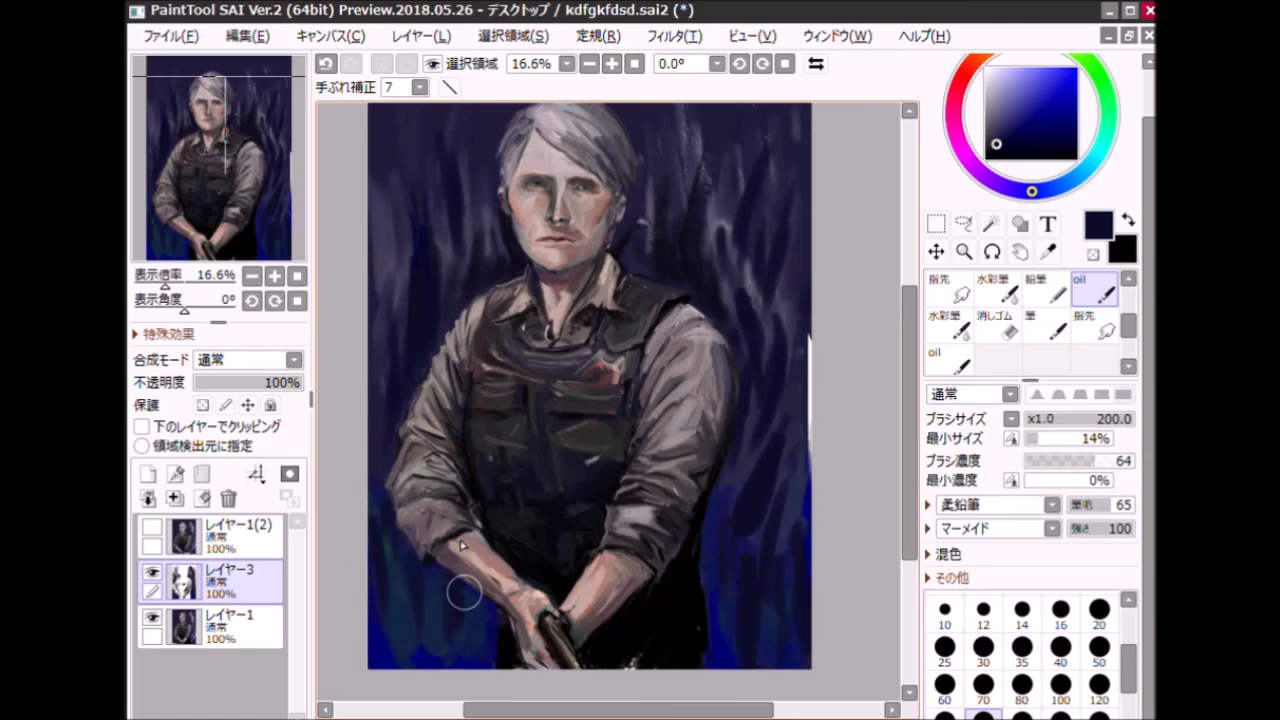 PaintTool SAI Ver.2 (64bit) Preview.2018.05.26 - デスクトップ / kdfgkfdsd.sai2 (*)
ファイル(F) 編集(E) キャンバス(C) レイヤー(L) 選択領域(S) 定規(R) フィルタ(T) ビュー(V) ウィンドウ(W) ヘルプ(H)
選択領域 16.6% 0.0°
手ぶれ補正 7
T
表示倍率 16.6%
表示角度 0°
特殊効果
合成モード 通常
不透明度 100%
保護
下のレイヤーでクリッピング
領域検出元に指定
レイヤー1(2)
通常
100%
レイヤー3
通常
100%
レイヤー1
通常
100%
指先 水彩筆 鉛筆 oil
水彩筆 消しゴム 筆 指先
oil
通常
ブラシサイズ x1.0 200.0
最小サイズ 14%
ブラシ濃度 64
最小濃度 0%
柔鉛筆 筆毛 65
マーメイド 強さ 100
混色
その他
10 12 14 16 20
25 30 35 40 50
60 70 80 100 120